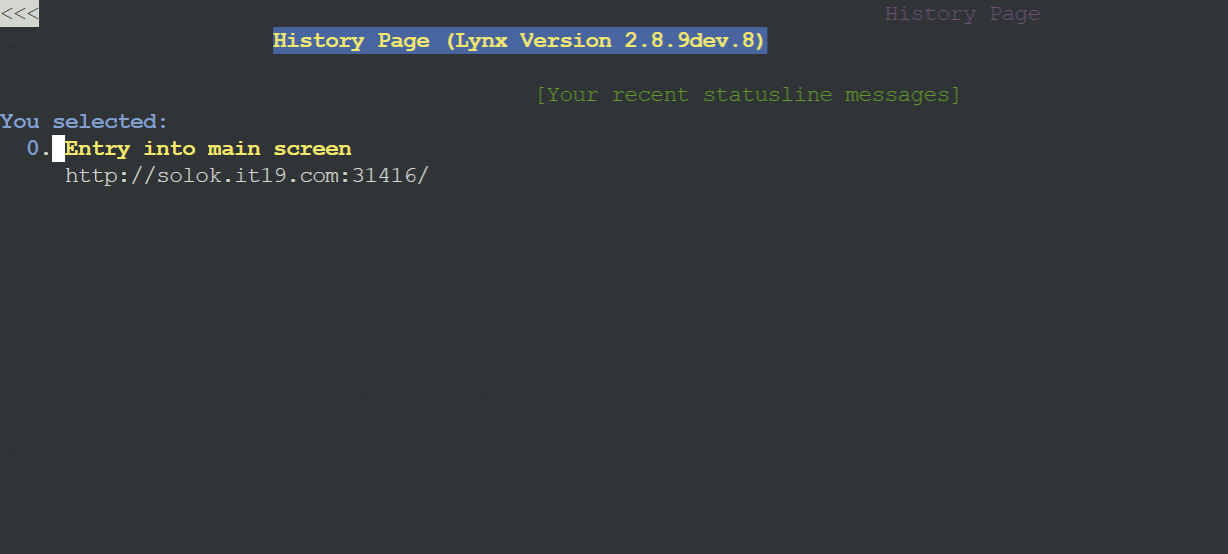 <<< History Page
History Page (Lynx Version 2.8.9dev.8)
[Your recent statusline messages]
You selected:
0. Entry into main screen
http://solok.it19.com:31416/